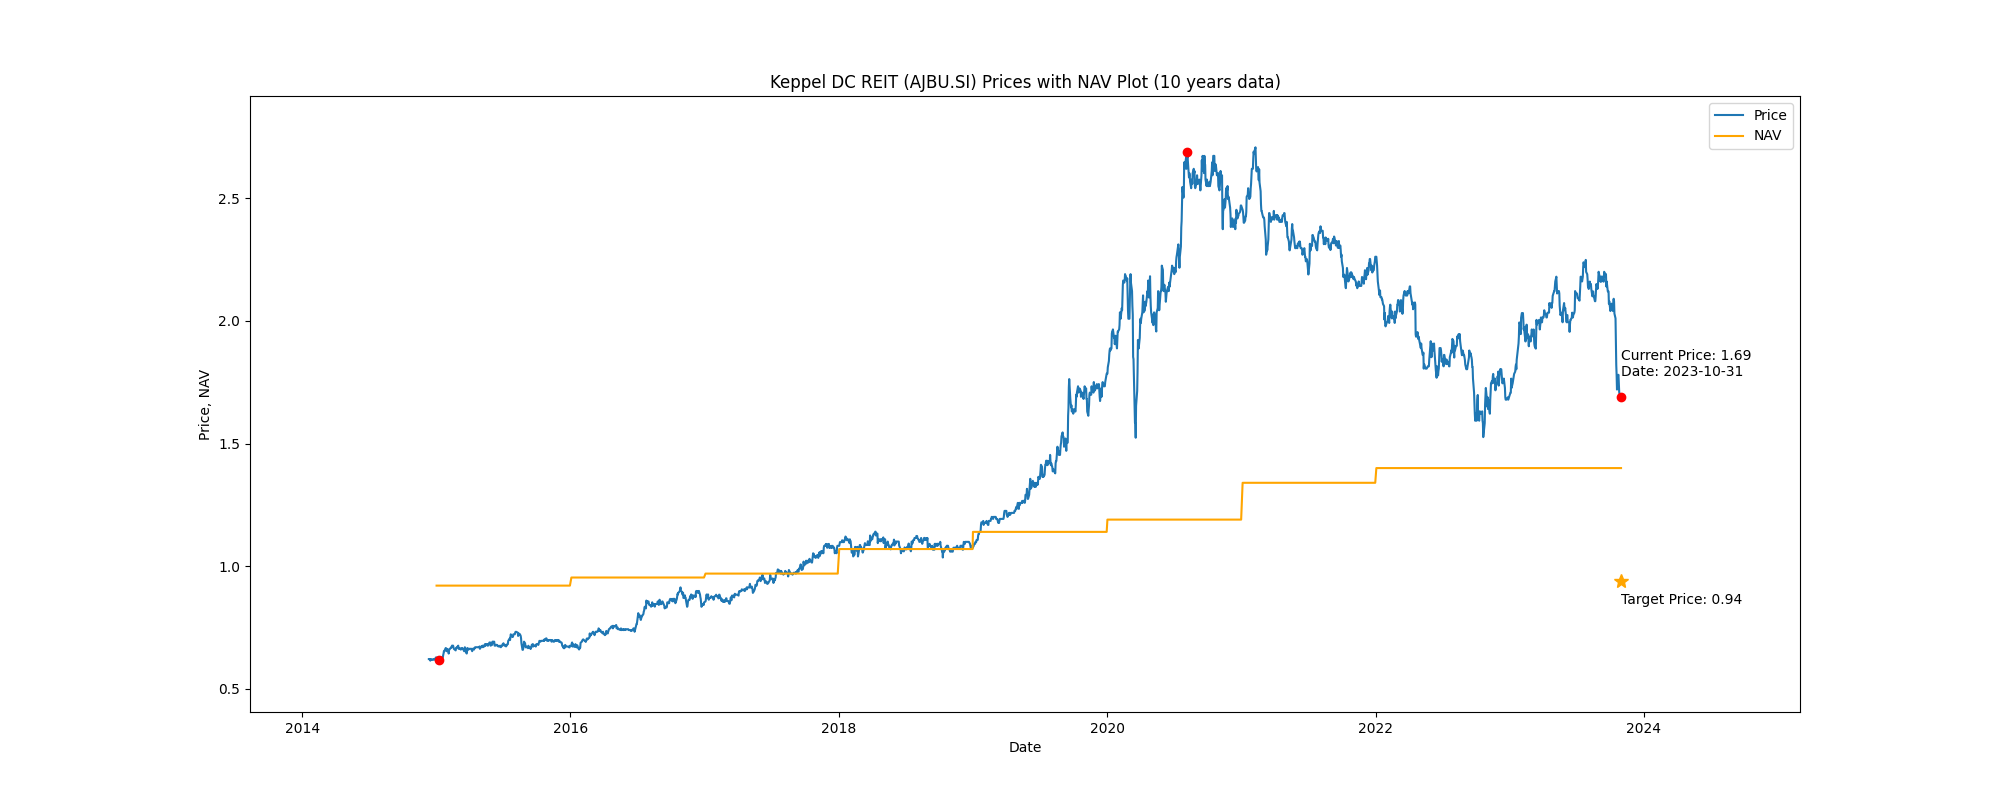 Keppel DC REIT (AJBU.SI) Prices with NAV Plot (10 years data)
Price
NAV
2.5
2.0
1.5
1.0
0.5
Price, NAV
Current Price: 1.69
Date: 2023-10-31
Target Price: 0.94
2014
2016
2018
2020
2022
2024
Date